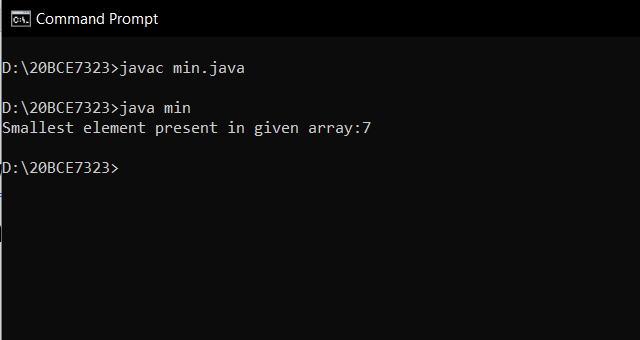 Command Prompt
D:\20BCE7323>javac min.java
D:\20BCE7323>java min
Smallest element present in given array:7
D:\20BCE7323>